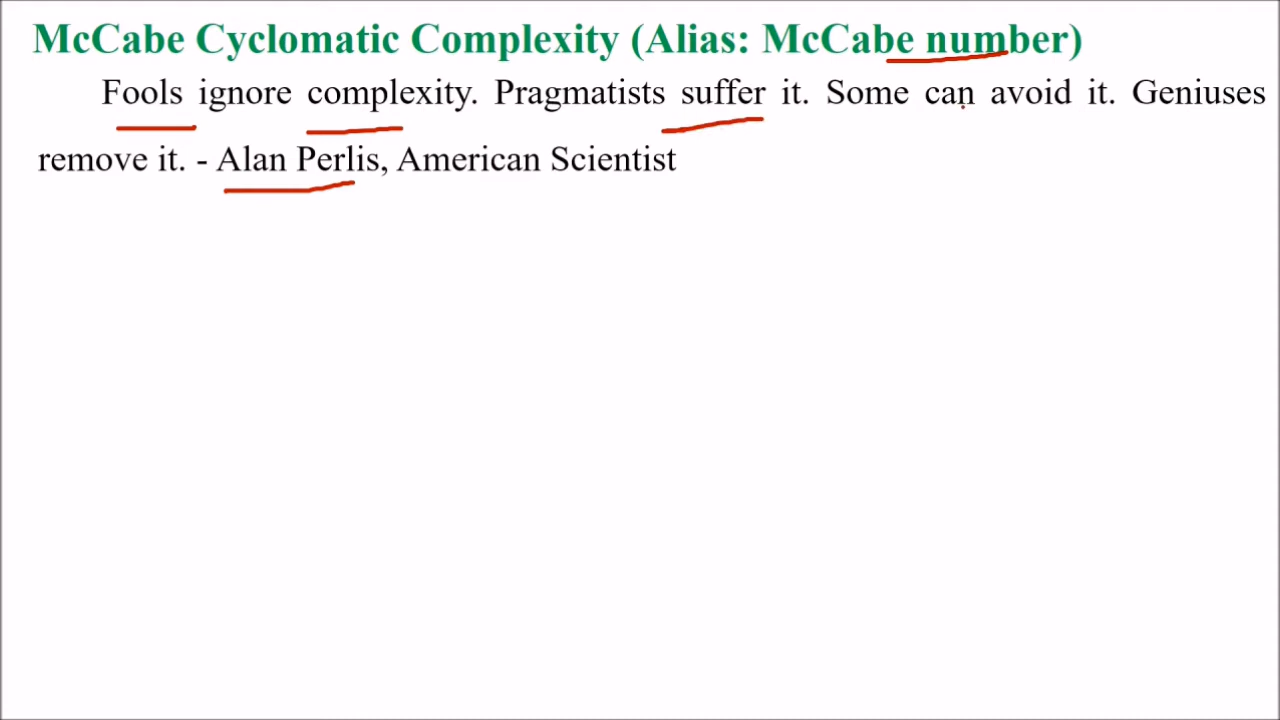 McCabe Cyclomatic Complexity (Alias: McCabe number)
Fools ignore complexity. Pragmatists suffer it. Some can avoid it. Geniuses
remove it. - Alan Perlis, American Scientist